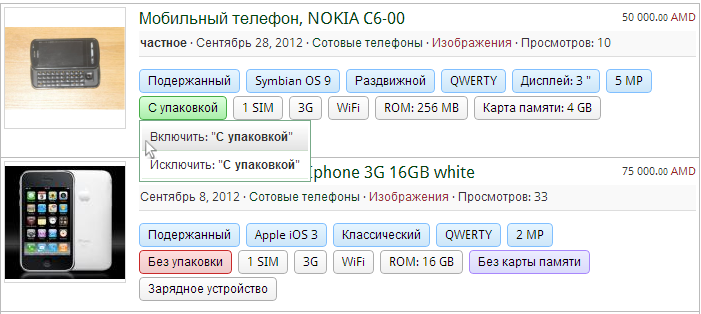 Мобильный телефон, NOKIA C6-00 50 000.00 AMD
частное · Сентябрь 28, 2012 · Сотовые телефоны · Изображения · Просмотров: 10
Подержанный Symbian OS 9 Раздвижной QWERTY Дисплей: 3 " 5 MP
С упаковкой 1 SIM 3G WiFi ROM: 256 MB Карта памяти: 4 GB
Включить: "С упаковкой"
Исключить: "С упаковкой"
Iphone 3G 16GB white 75 000.00 AMD
Сентябрь 8, 2012 · Сотовые телефоны · Изображения · Просмотров: 33
Подержанный Apple iOS 3 Классический QWERTY 2 MP
Без упаковки 1 SIM 3G WiFi ROM: 16 GB Без карты памяти
Зарядное устройство